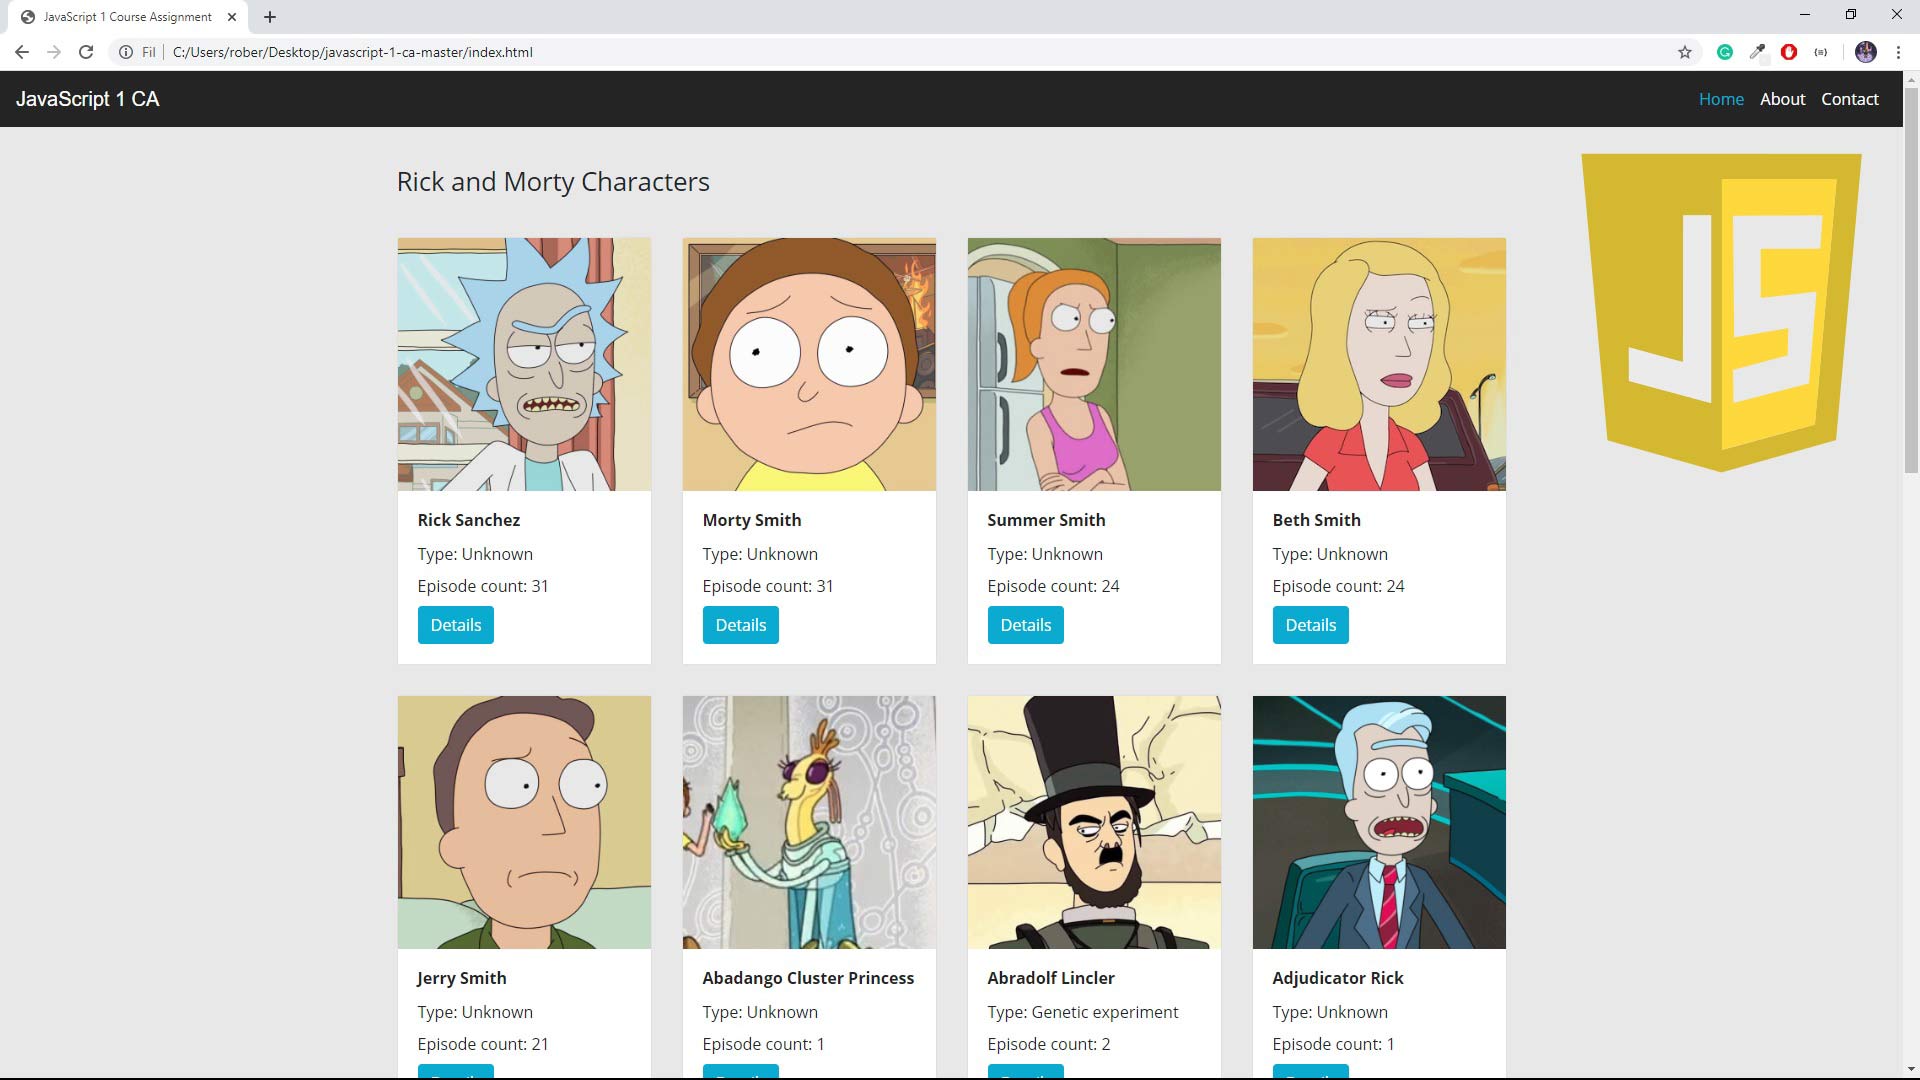 JavaScript 1 Course Assignment
Fil C:/Users/rober/Desktop/javascript-1-ca-master/index.html
JavaScript 1 CA
Home About Contact
Rick and Morty Characters
JS
Rick Sanchez
Type: Unknown
Episode count: 31
Details
Morty Smith
Type: Unknown
Episode count: 31
Details
Summer Smith
Type: Unknown
Episode count: 24
Details
Beth Smith
Type: Unknown
Episode count: 24
Details
Jerry Smith
Type: Unknown
Episode count: 21
Abadango Cluster Princess
Type: Unknown
Episode count: 1
Abradolf Lincler
Type: Genetic experiment
Episode count: 2
Adjudicator Rick
Type: Unknown
Episode count: 1